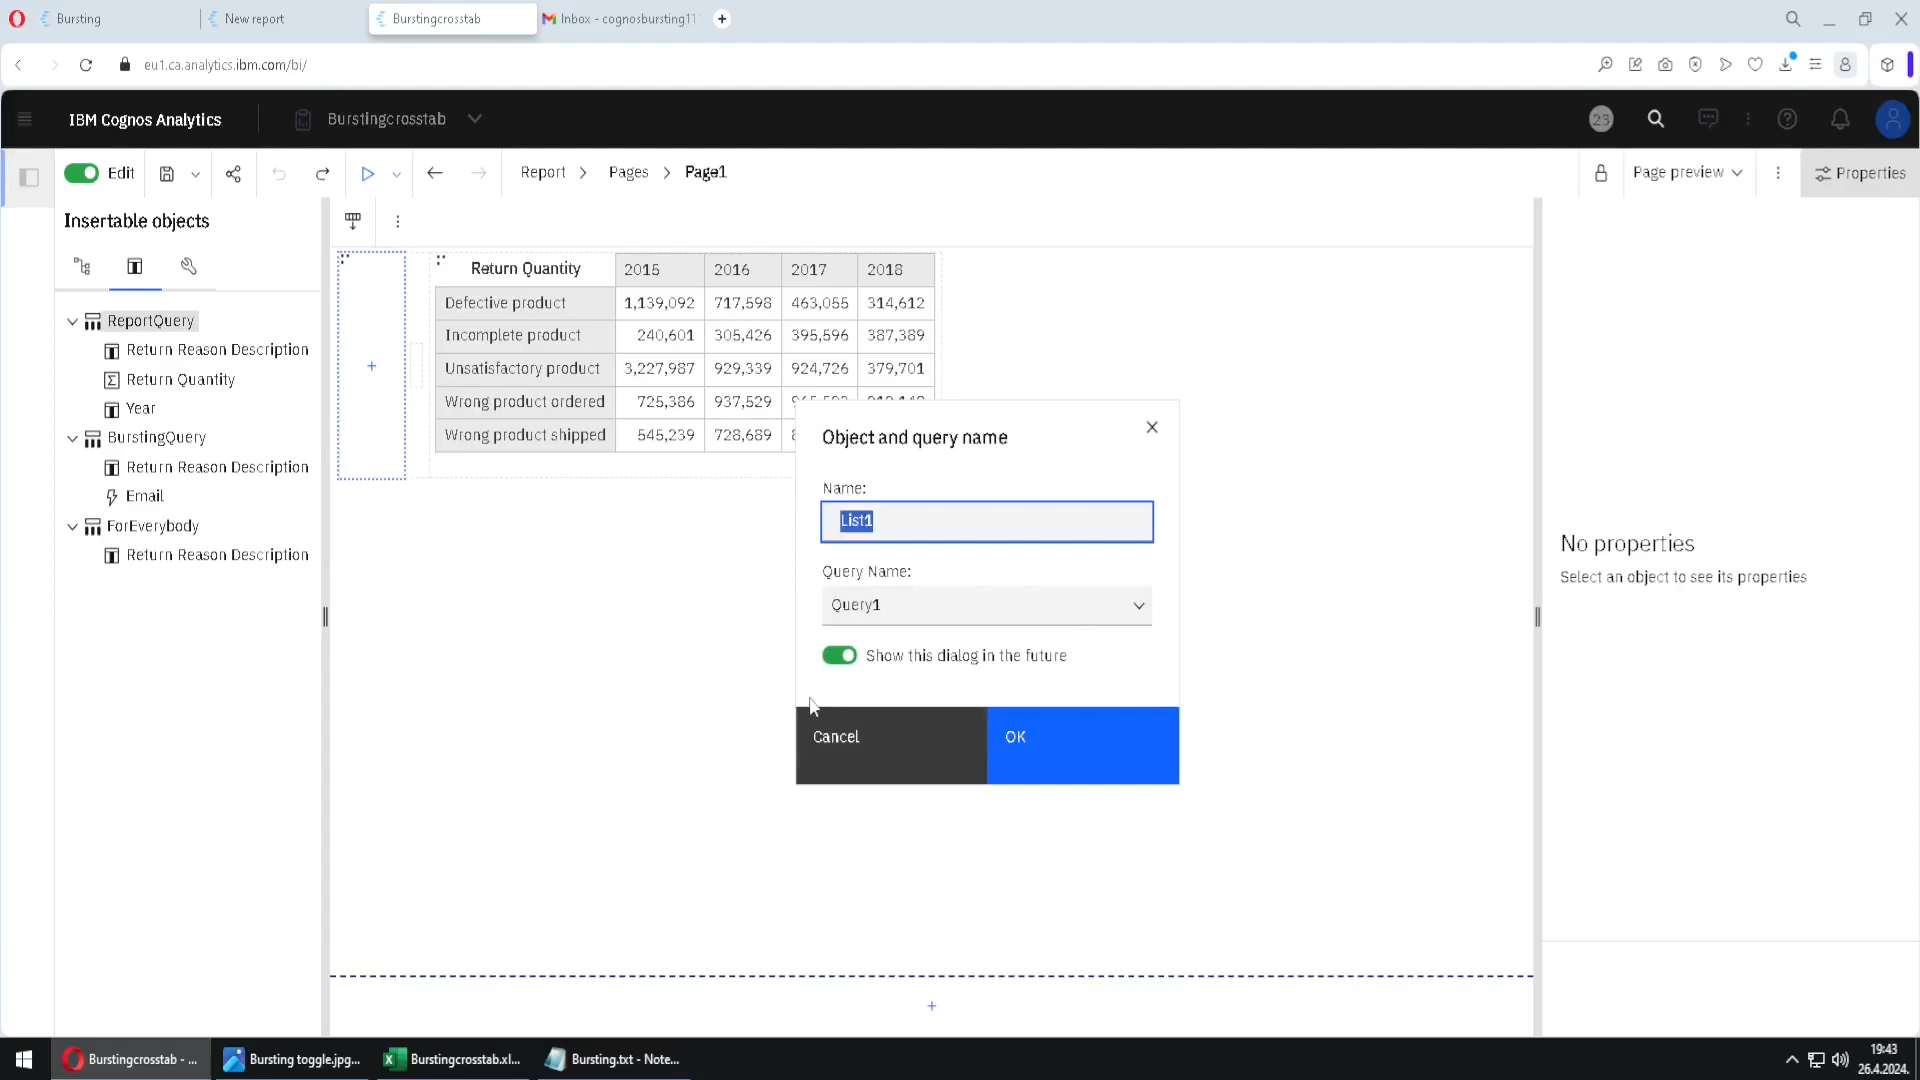 Bursting
New report
Burstingcrosstab
Inbox - cognosbursting11
eu1.ca.analytics.ibm.com/bi/
IBM Cognos Analytics
Burstingcrosstab
23
Edit
Report
Pages
Page1
Page preview
Properties
Insertable objects
ReportQuery
Return Reason Description
Return Quantity
Year
BurstingQuery
Return Reason Description
Email
ForEverybody
Return Reason Description
Return Quantity 2015 2016 2017 2018
Defective product 1,139,092 717,598 463,055 314,612
Incomplete product 240,601 305,426 395,596 387,389
Unsatisfactory product 3,227,987 929,339 924,726 379,701
Wrong product ordered 725,386 937,529
Wrong product shipped 545,239 728,689
Object and query name
Name:
List1
Query Name:
Query1
Show this dialog in the future
Cancel
OK
No properties
Select an object to see its properties
Burstingcrosstab - ...
Bursting toggle.jpg...
Burstingcrosstab.xl...
Bursting.txt - Note...
19:43
26.4.2024.